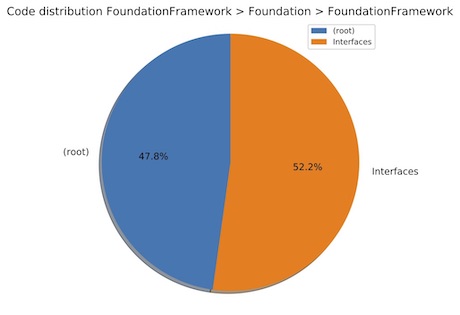 Code distribution FoundationFramework > Foundation > FoundationFramework
(root)
Interfaces
(root)
47.8%
52.2%
Interfaces